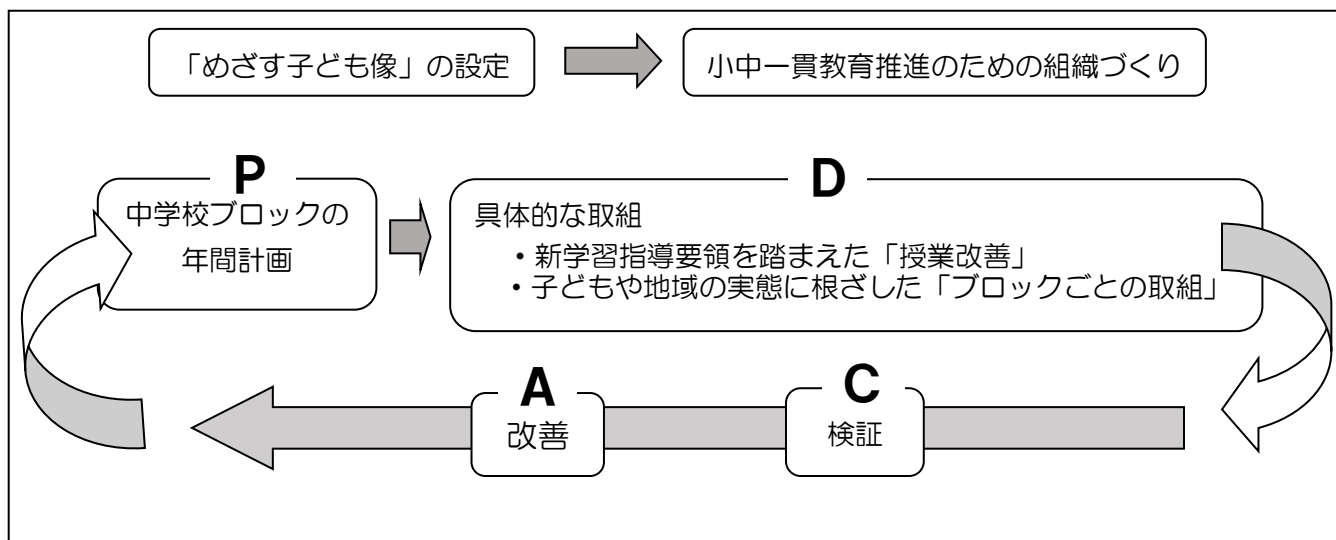 「めざす子ども像」の設定
小中一貫教育推進のための組織づくり
P
中学校ブロックの
年間計画
D
具体的な取組
・新学習指導要領を踏まえた「授業改善」
・子どもや地域の実態に根ざした「ブロックごとの取組」
A
改善
C
検証